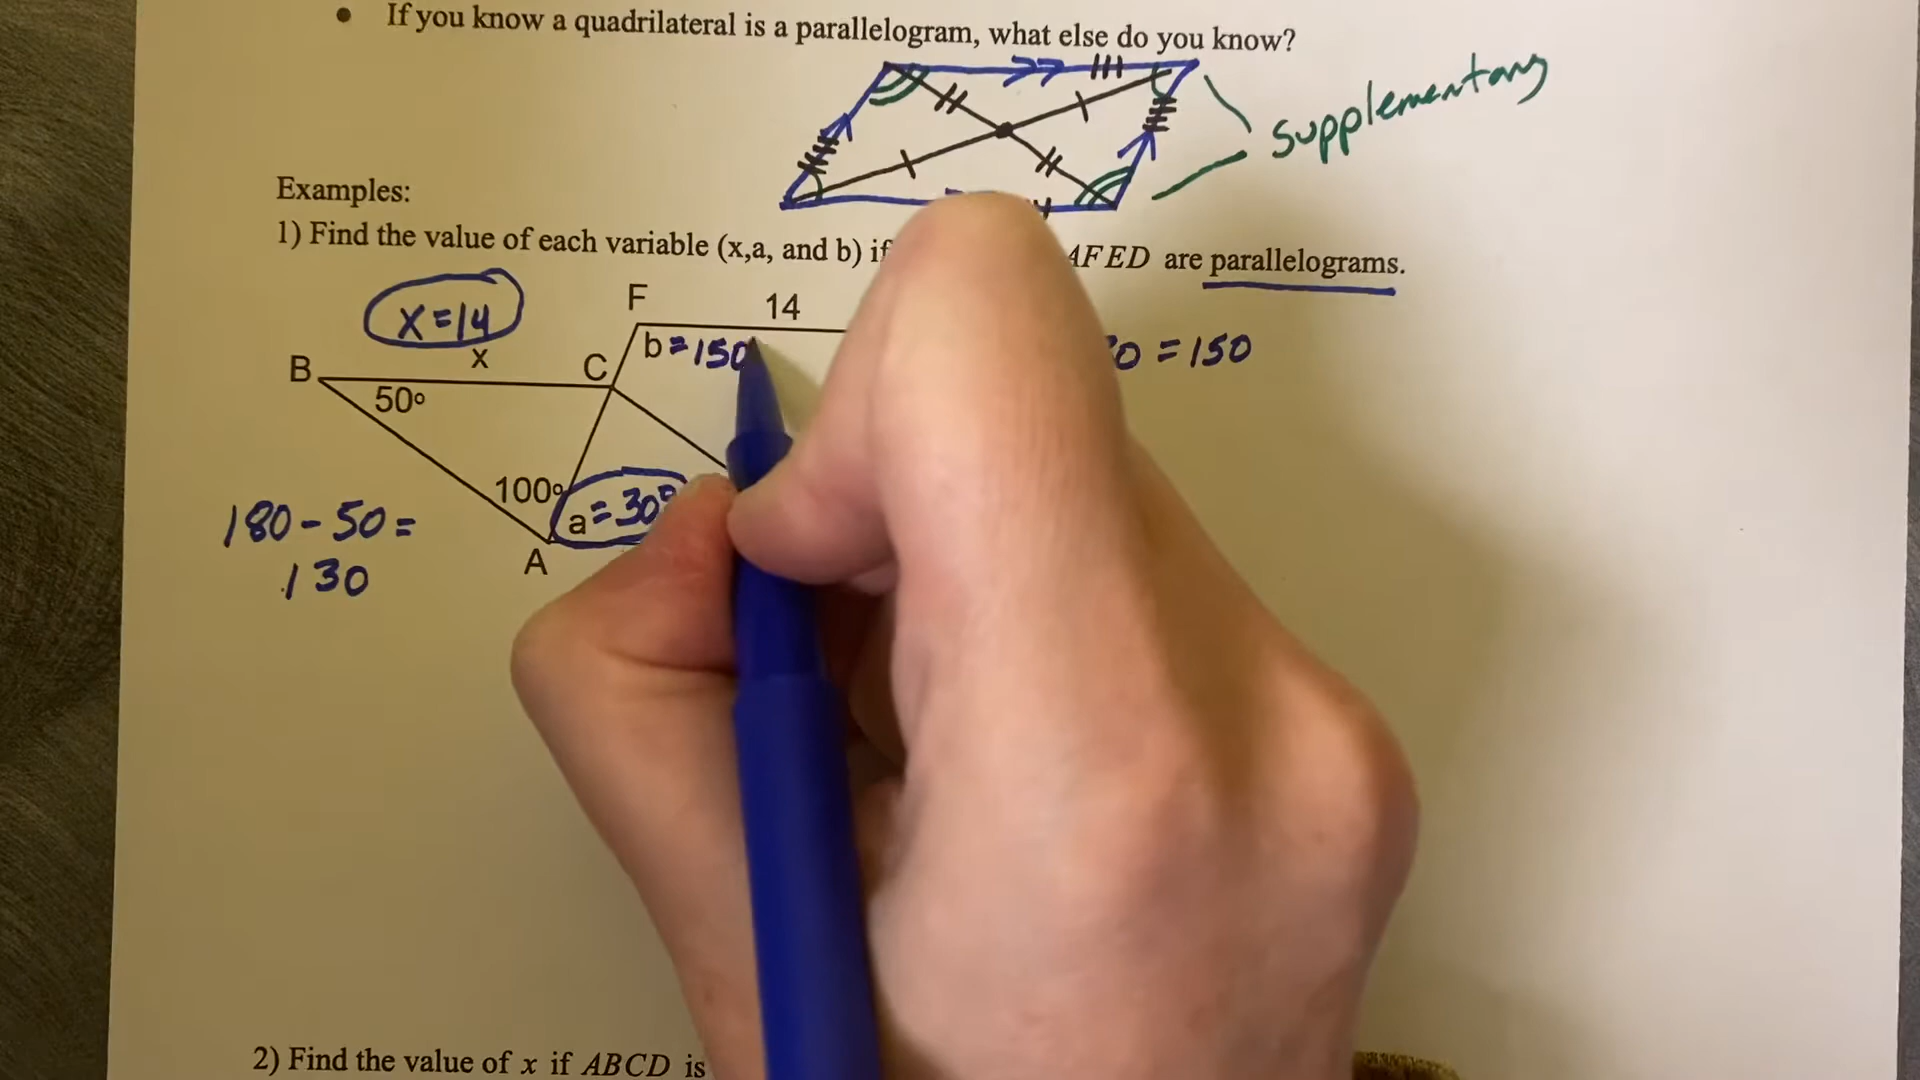 • If you know a quadrilateral is a parallelogram, what else do you know?
supplementary
Examples:
1) Find the value of each variable (x,a, and b) if AFED are parallelograms.
F 14
x=14
b=150
0 =150
B x C
50°
100°
a=30°
180-50=
130
A
2) Find the value of x if ABCD is